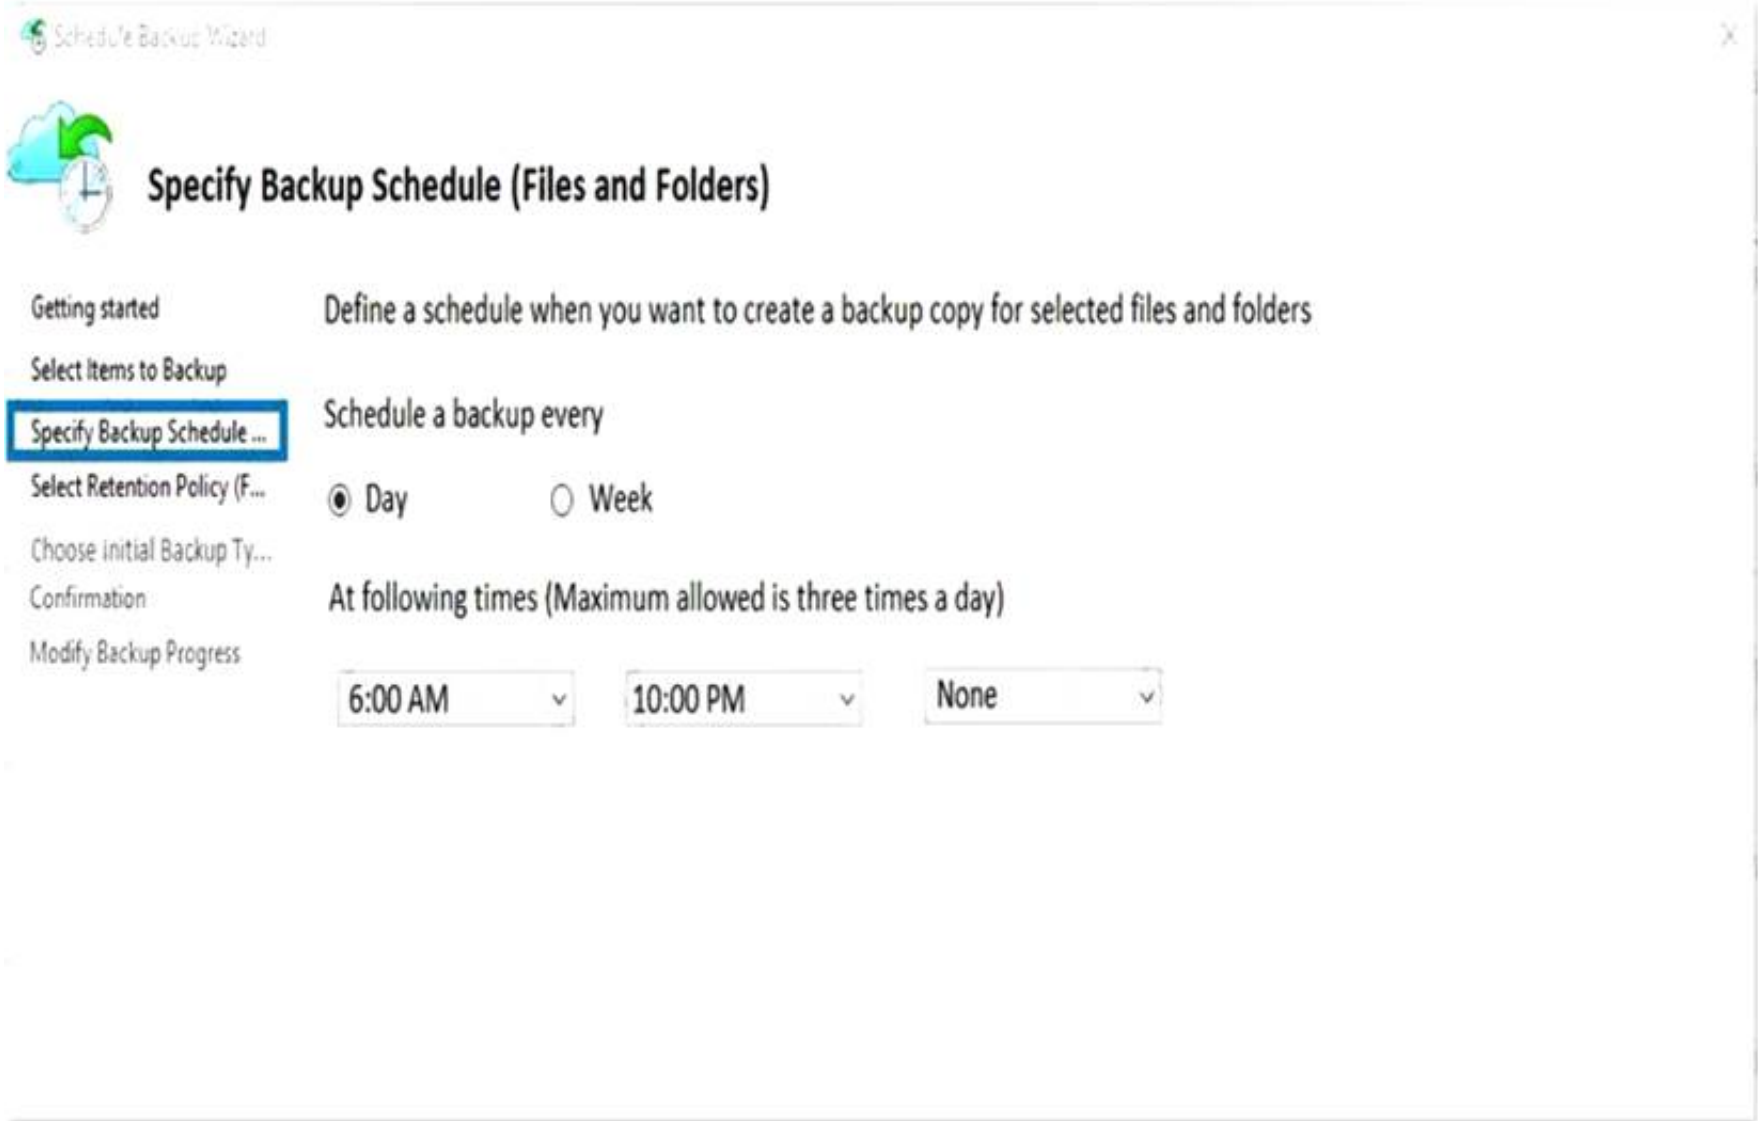 Schedule Backup Wizard
Specify Backup Schedule (Files and Folders)
Getting started
Select Items to Backup
Specify Backup Schedule ...
Select Retention Policy (F...
Choose initial Backup Ty...
Confirmation
Modify Backup Progress
Define a schedule when you want to create a backup copy for selected files and folders
Schedule a backup every
Day Week
At following times (Maximum allowed is three times a day)
6:00 AM 10:00 PM None